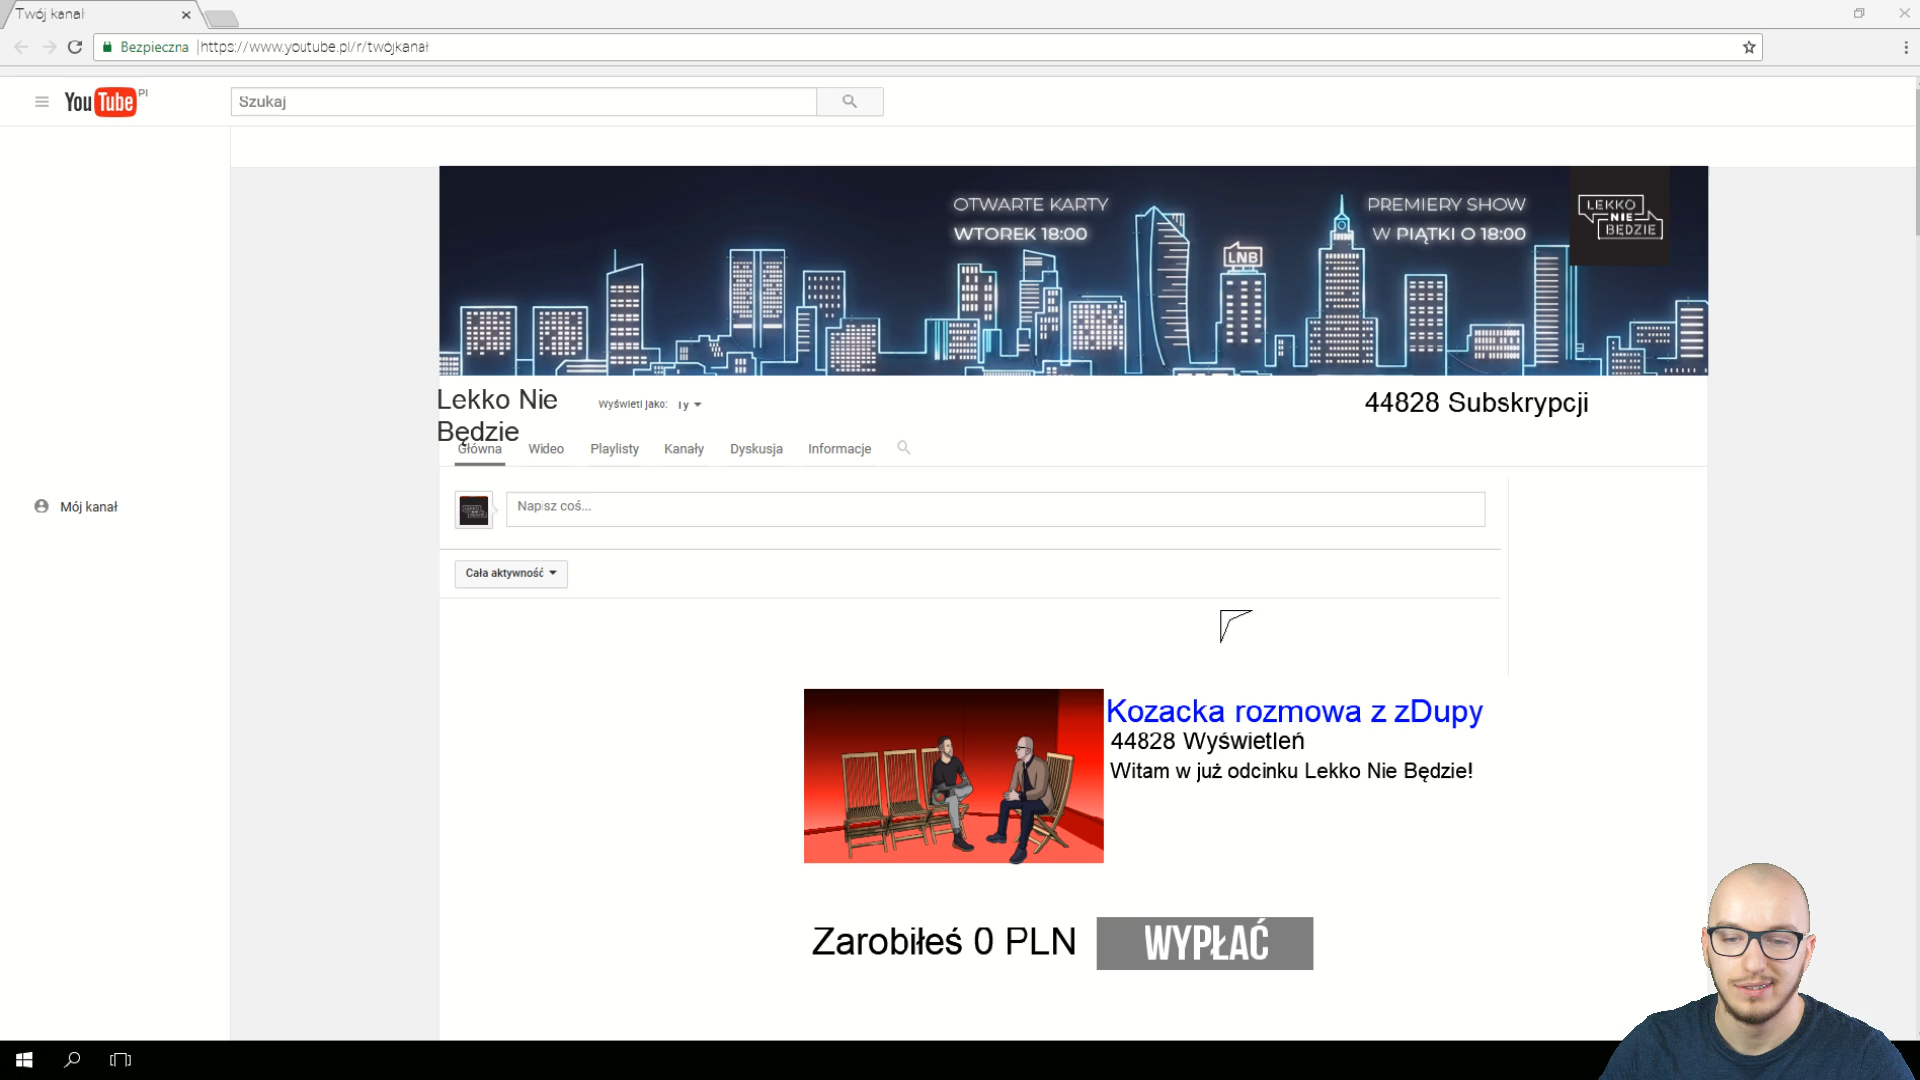 Twój kanał
Bezpieczna
https://www.youtube.pl/r/twójkanał
YouTube PL
Szukaj
OTWARTE KARTY
WTOREK 18:00
PREMIERY SHOW
W PIĄTKI O 18:00
LEKKO
NIE
BĘDZIE
LNB
Lekko Nie
Będzie
Wyświetl jako:
Ty
44828 Subskrypcji
Główna
Wideo
Playlisty
Kanały
Dyskusja
Informacje
Mój kanał
Napisz coś...
Cała aktywność
Kozacka rozmowa z zDupy
44828 Wyświetleń
Witam w już odcinku Lekko Nie Będzie!
Zarobiłeś 0 PLN
WYPŁAĆ